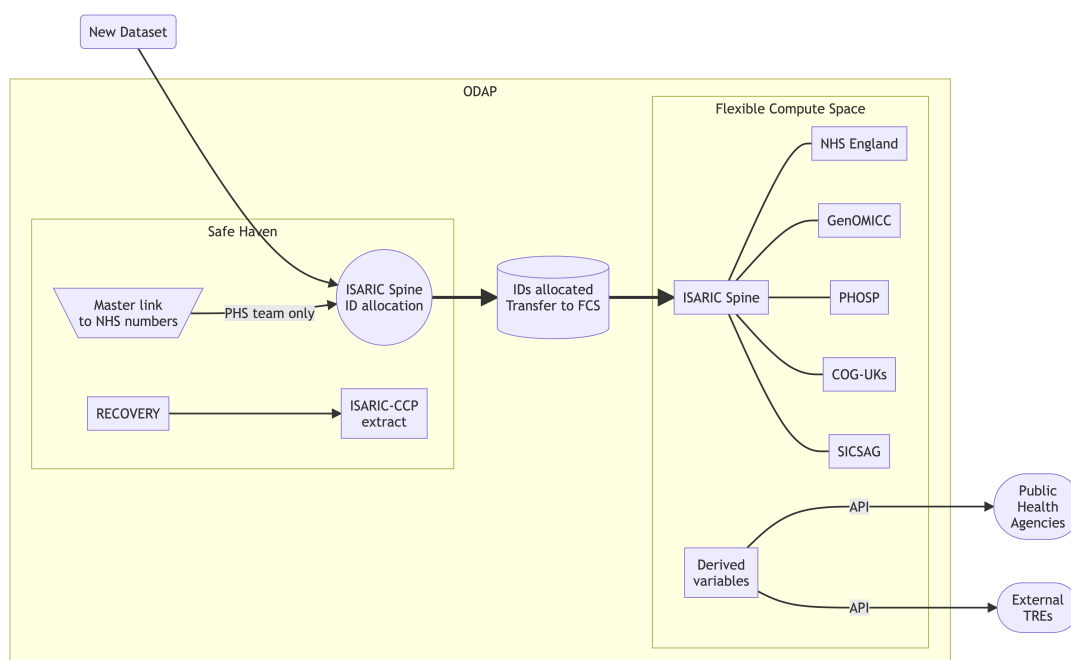 New Dataset
ODAP
Flexible Compute Space
NHS England
GenOMICC
Safe Haven
ISARIC Spine
ID allocation
Master link
to NHS numbers
PHS team only
IDs allocated
Transfer to FCS
ISARIC Spine
PHOSP
COG-UKs
RECOVERY
ISARIC-CCP
extract
SICSAG
API
Public
Health
Agencies
Derived
variables
API
External
TREs